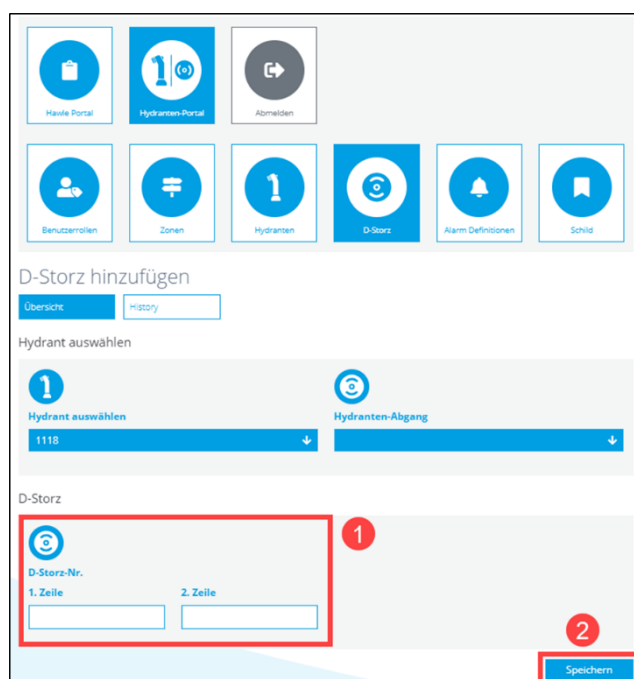 Hawle Portal
Hydranten-Portal
Abmelden
Benutzerrollen
Zonen
Hydranten
D-Storz
Alarm Definitionen
Schild
D-Storz hinzufügen
Übersicht
History
Hydrant auswählen
Hydrant auswählen
Hydranten-Abgang
1118
D-Storz
1
D-Storz-Nr.
1. Zeile
2. Zeile
2
Speichern